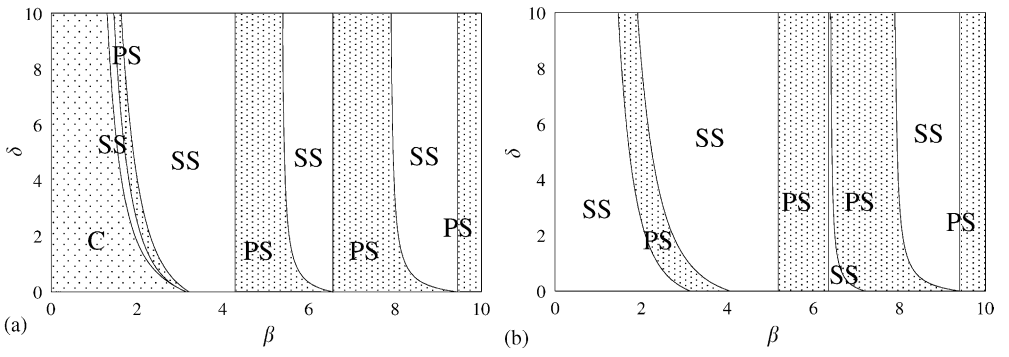 10 10
PS
8 8
6 6
SS SS SS SS SS SS
δ δ
4 4
SS PS PS
C PS PS
2 PS PS 2 PS
SS
0 0
0 2 4 6 8 10 0 2 4 6 8 10
(a) β (b) β